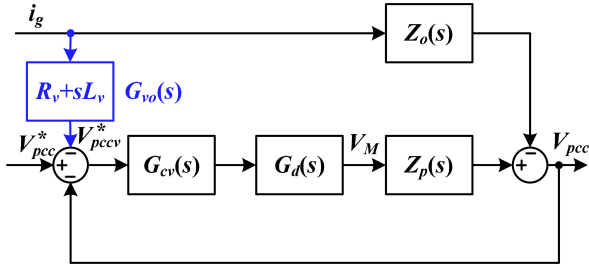 i_g
Z_o(s)
R_v+sL_v
G_vo(s)
V*_pcc
V*_pccv
V_M
V_pcc
+
−
−
G_cv(s)
G_d(s)
Z_p(s)
+
−